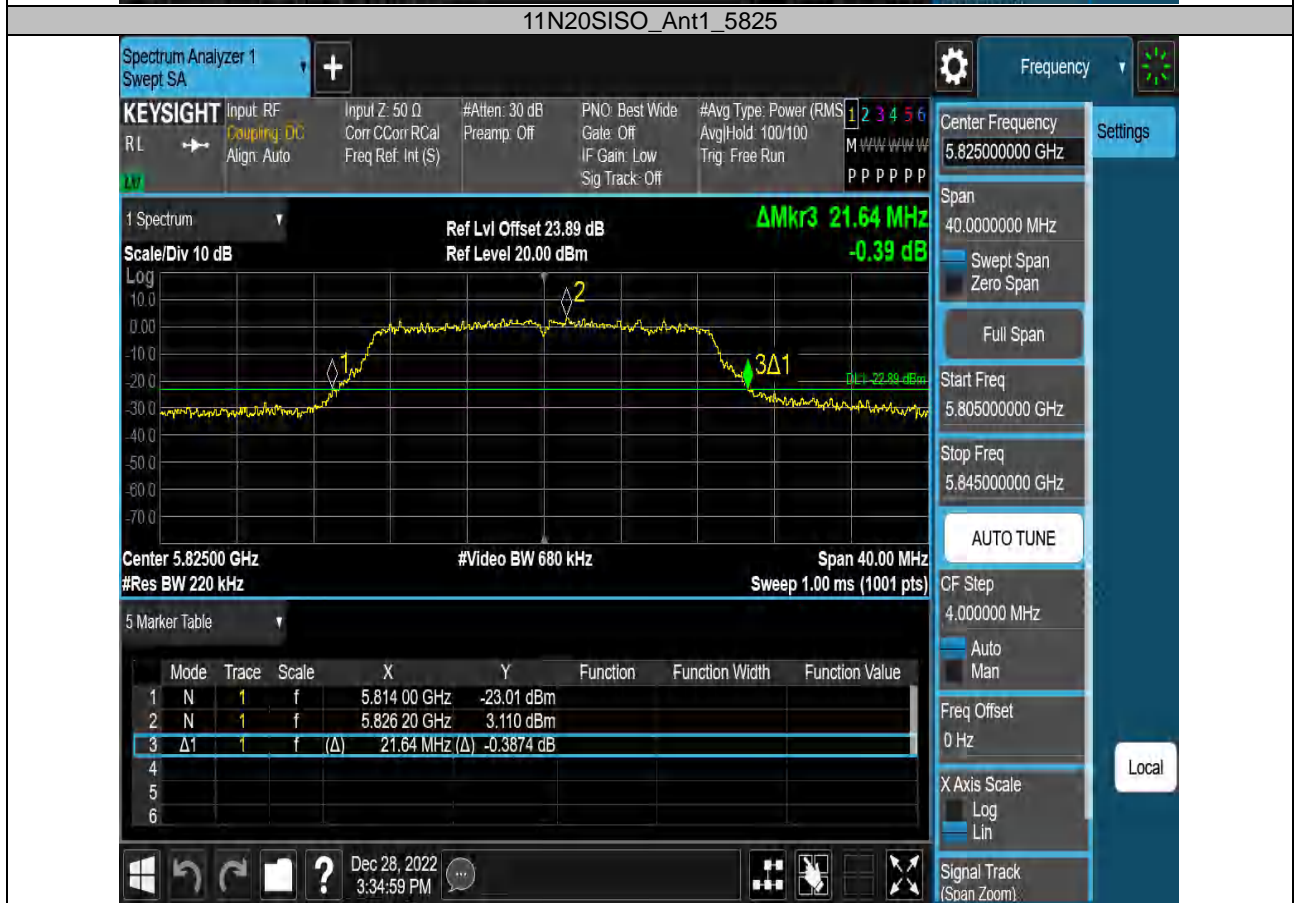 11N20SISO_Ant1_5825
Spectrum Analyzer 1
Swept SA
+
Frequency
KEYSIGHT
RL
LW
Input: RF
Coupling: DC
Align: Auto
Input Z: 50 Ω
Corr CCorr RCal
Freq Ref: Int (S)
#Atten: 30 dB
Preamp: Off
PNO: Best Wide
Gate: Off
IF Gain: Low
Sig Track: Off
#Avg Type: Power (RMS
Avg|Hold: 100/100
Trig: Free Run
1 2 3 4 5 6
M W W W W W
P P P P P P
1 Spectrum
Scale/Div 10 dB
Ref Lvl Offset 23.89 dB
Ref Level 20.00 dBm
ΔMkr3 21.64 MHz
-0.39 dB
Log
10.0
0.00
-10.0
-20.0
-30.0
-40.0
-50.0
-60.0
-70.0
1
2
3Δ1
DL1 -22.89 dBm
Center 5.82500 GHz
#Res BW 220 kHz
#Video BW 680 kHz
Span 40.00 MHz
Sweep 1.00 ms (1001 pts)
5 Marker Table
Mode Trace Scale X Y Function Function Width Function Value
1 N 1 f 5.814 00 GHz -23.01 dBm
2 N 1 f 5.826 20 GHz 3.110 dBm
3 Δ1 1 f (Δ) 21.64 MHz (Δ) -0.3874 dB
4
5
6
?
Dec 28, 2022
3:34:59 PM
Center Frequency
5.825000000 GHz
Settings
Span
40.0000000 MHz
Swept Span
Zero Span
Full Span
Start Freq
5.805000000 GHz
Stop Freq
5.845000000 GHz
AUTO TUNE
CF Step
4.000000 MHz
Auto
Man
Freq Offset
0 Hz
X Axis Scale
Log
Lin
Local
Signal Track
(Span Zoom)